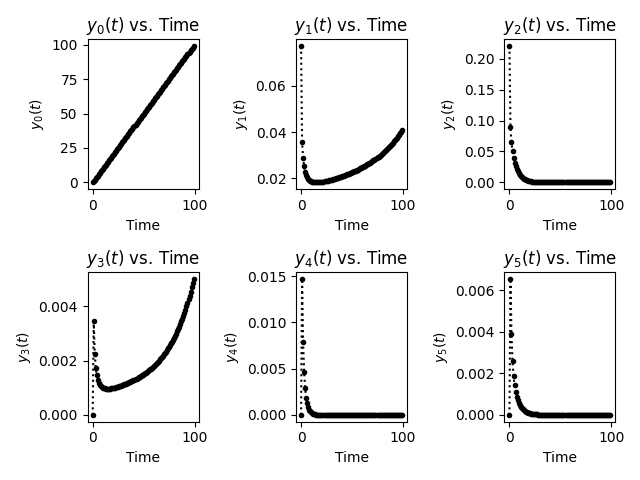 y₀(t) vs. Time
y₁(t) vs. Time
y₂(t) vs. Time
100
75
50
25
0
y₀(t)
0
100
Time
0.06
0.04
0.02
y₁(t)
0
100
Time
0.20
0.15
0.10
0.05
0.00
y₂(t)
0
100
Time
y₃(t) vs. Time
y₄(t) vs. Time
y₅(t) vs. Time
0.004
0.002
0.000
y₃(t)
0
100
Time
0.015
0.010
0.005
0.000
y₄(t)
0
100
Time
0.006
0.004
0.002
0.000
y₅(t)
0
100
Time